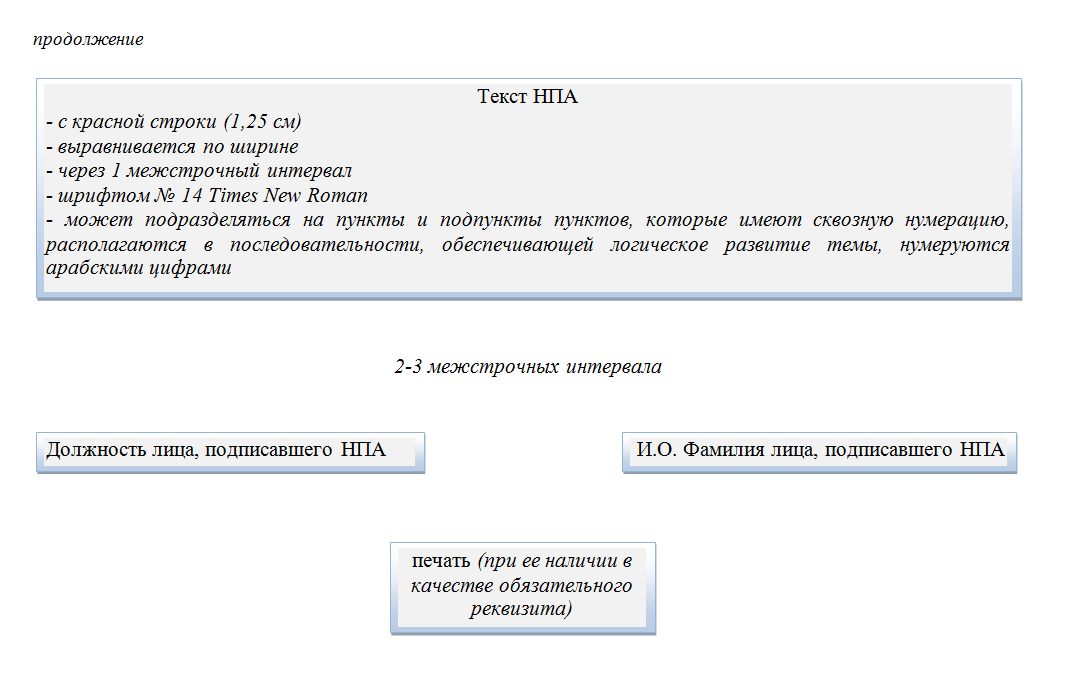 продолжение
Текст НПА
- с красной строки (1,25 см)
- выравнивается по ширине
- через 1 межстрочный интервал
- шрифтом № 14 Times New Roman
- может подразделяться на пункты и подпункты пунктов, которые имеют сквозную нумерацию,
располагаются в последовательности, обеспечивающей логическое развитие темы, нумеруются
арабскими цифрами
2-3 межстрочных интервала
Должность лица, подписавшего НПА
И.О. Фамилия лица, подписавшего НПА
печать (при ее наличии в
качестве обязательного
реквизита)